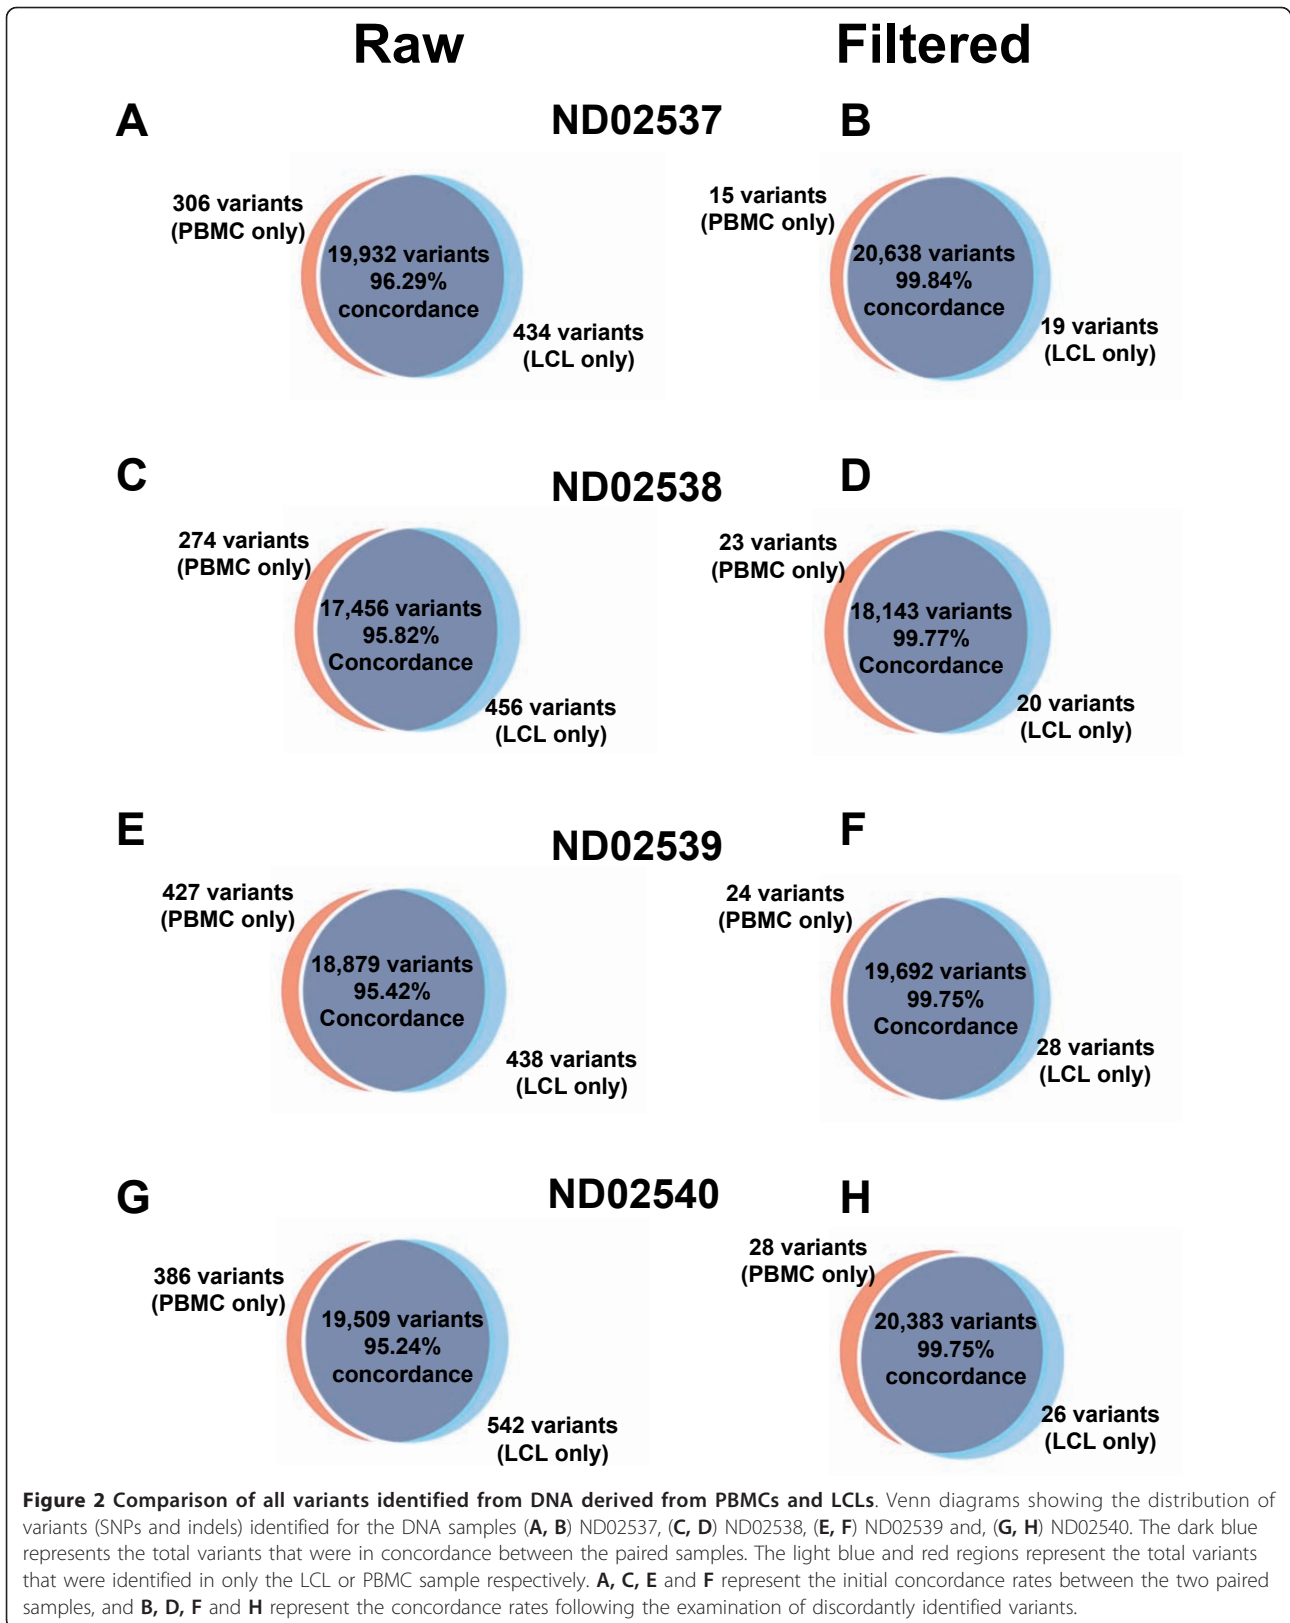 Raw
Filtered
A
ND02537
B
306 variants
(PBMC only)
19,932 variants
96.29%
concordance
434 variants
(LCL only)
15 variants
(PBMC only)
20,638 variants
99.84%
concordance
19 variants
(LCL only)
C
ND02538
D
274 variants
(PBMC only)
17,456 variants
95.82%
Concordance
456 variants
(LCL only)
23 variants
(PBMC only)
18,143 variants
99.77%
Concordance
20 variants
(LCL only)
E
ND02539
F
427 variants
(PBMC only)
18,879 variants
95.42%
Concordance
438 variants
(LCL only)
24 variants
(PBMC only)
19,692 variants
99.75%
Concordance
28 variants
(LCL only)
G
ND02540
H
386 variants
(PBMC only)
19,509 variants
95.24%
concordance
542 variants
(LCL only)
28 variants
(PBMC only)
20,383 variants
99.75%
concordance
26 variants
(LCL only)
Figure 2 Comparison of all variants identified from DNA derived from PBMCs and LCLs. Venn diagrams showing the distribution of
variants (SNPs and indels) identified for the DNA samples (A, B) ND02537, (C, D) ND02538, (E, F) ND02539 and, (G, H) ND02540. The dark blue
represents the total variants that were in concordance between the paired samples. The light blue and red regions represent the total variants
that were identified in only the LCL or PBMC sample respectively. A, C, E and F represent the initial concordance rates between the two paired
samples, and B, D, F and H represent the concordance rates following the examination of discordantly identified variants.